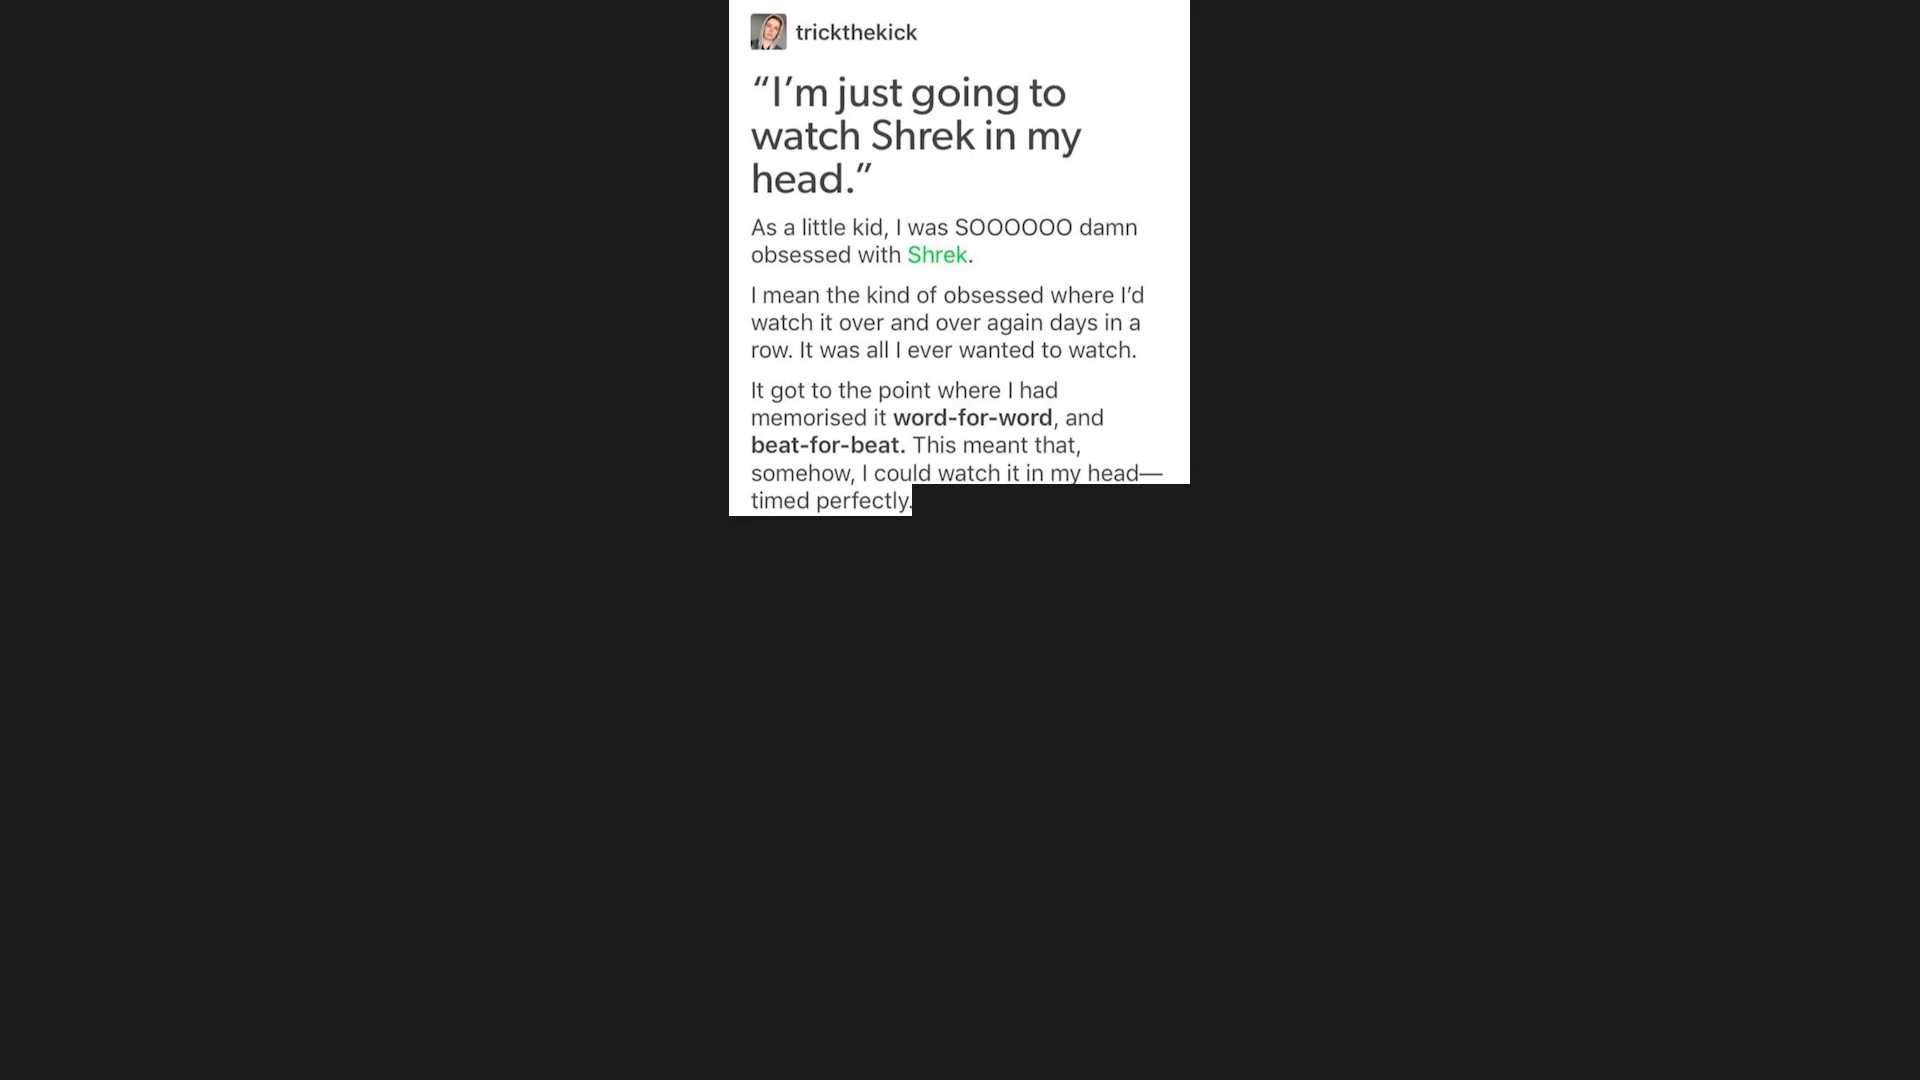 trickthekick
“I’m just going to
watch Shrek in my
head.”
As a little kid, I was SOOOOOO damn
obsessed with Shrek.
I mean the kind of obsessed where I’d
watch it over and over again days in a
row. It was all I ever wanted to watch.
It got to the point where I had
memorised it word-for-word, and
beat-for-beat. This meant that,
somehow, I could watch it in my head—
timed perfectly.